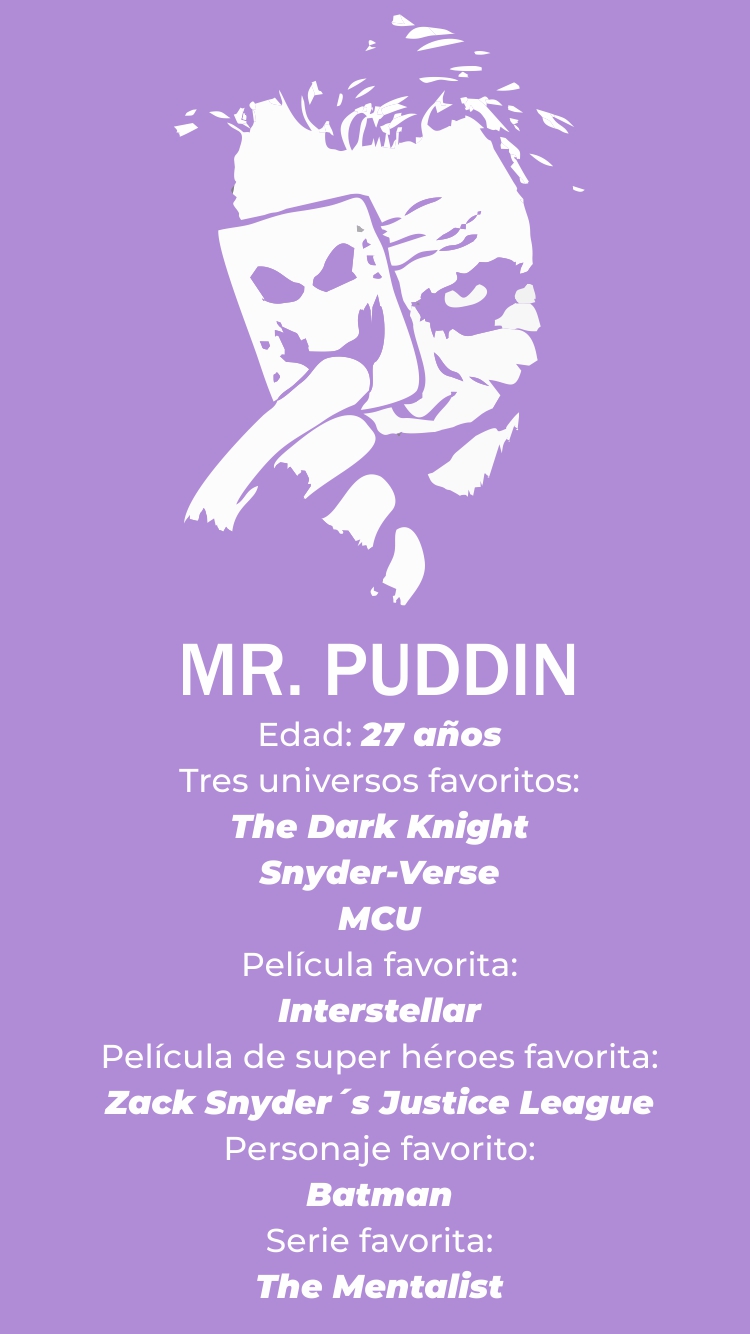 MR. PUDDIN
Edad: 27 años
Tres universos favoritos:
The Dark Knight
Snyder-Verse
MCU
Película favorita:
Interstellar
Película de super héroes favorita:
Zack Snyder´s Justice League
Personaje favorito:
Batman
Serie favorita:
The Mentalist